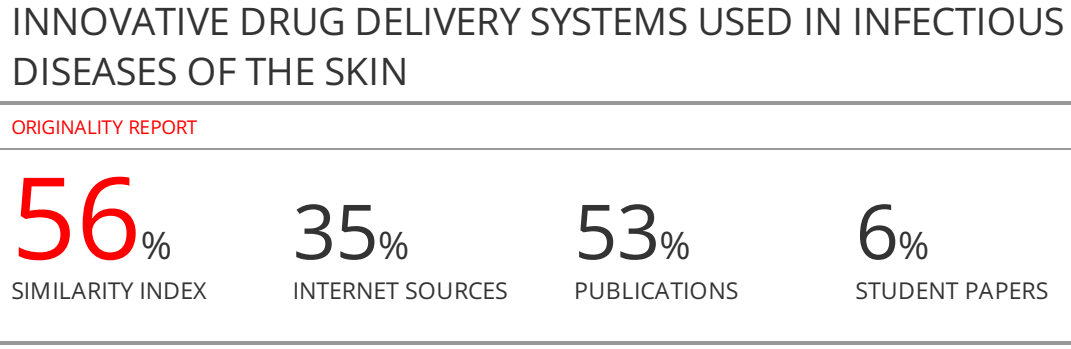 INNOVATIVE DRUG DELIVERY SYSTEMS USED IN INFECTIOUS
DISEASES OF THE SKIN
ORIGINALITY REPORT
56% 35% 53% 6%
SIMILARITY INDEX INTERNET SOURCES PUBLICATIONS STUDENT PAPERS